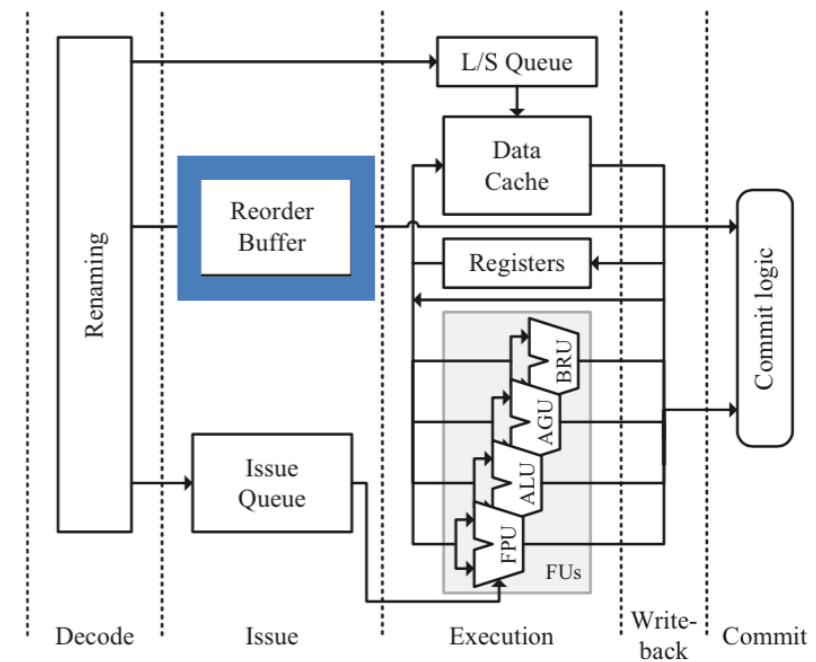 L/S Queue
Data
Cache
Reorder
Buffer
Renaming
Registers
Commit logic
BRU
AGU
ALU
FPU
FUs
Issue
Queue
Decode
Issue
Execution
Write-
back
Commit